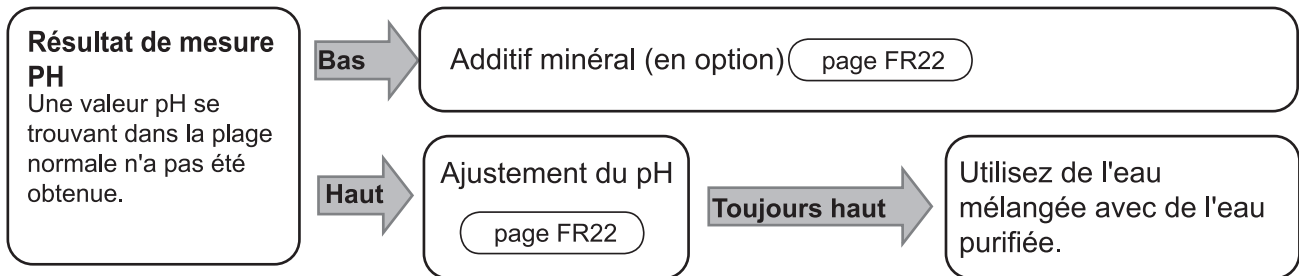 Résultat de mesure
PH
Une valeur pH se
trouvant dans la plage
normale n'a pas été
obtenue.
Bas
Additif minéral (en option) page FR22
Haut
Ajustement du pH
page FR22
Toujours haut
Utilisez de l'eau
mélangée avec de l'eau
purifiée.